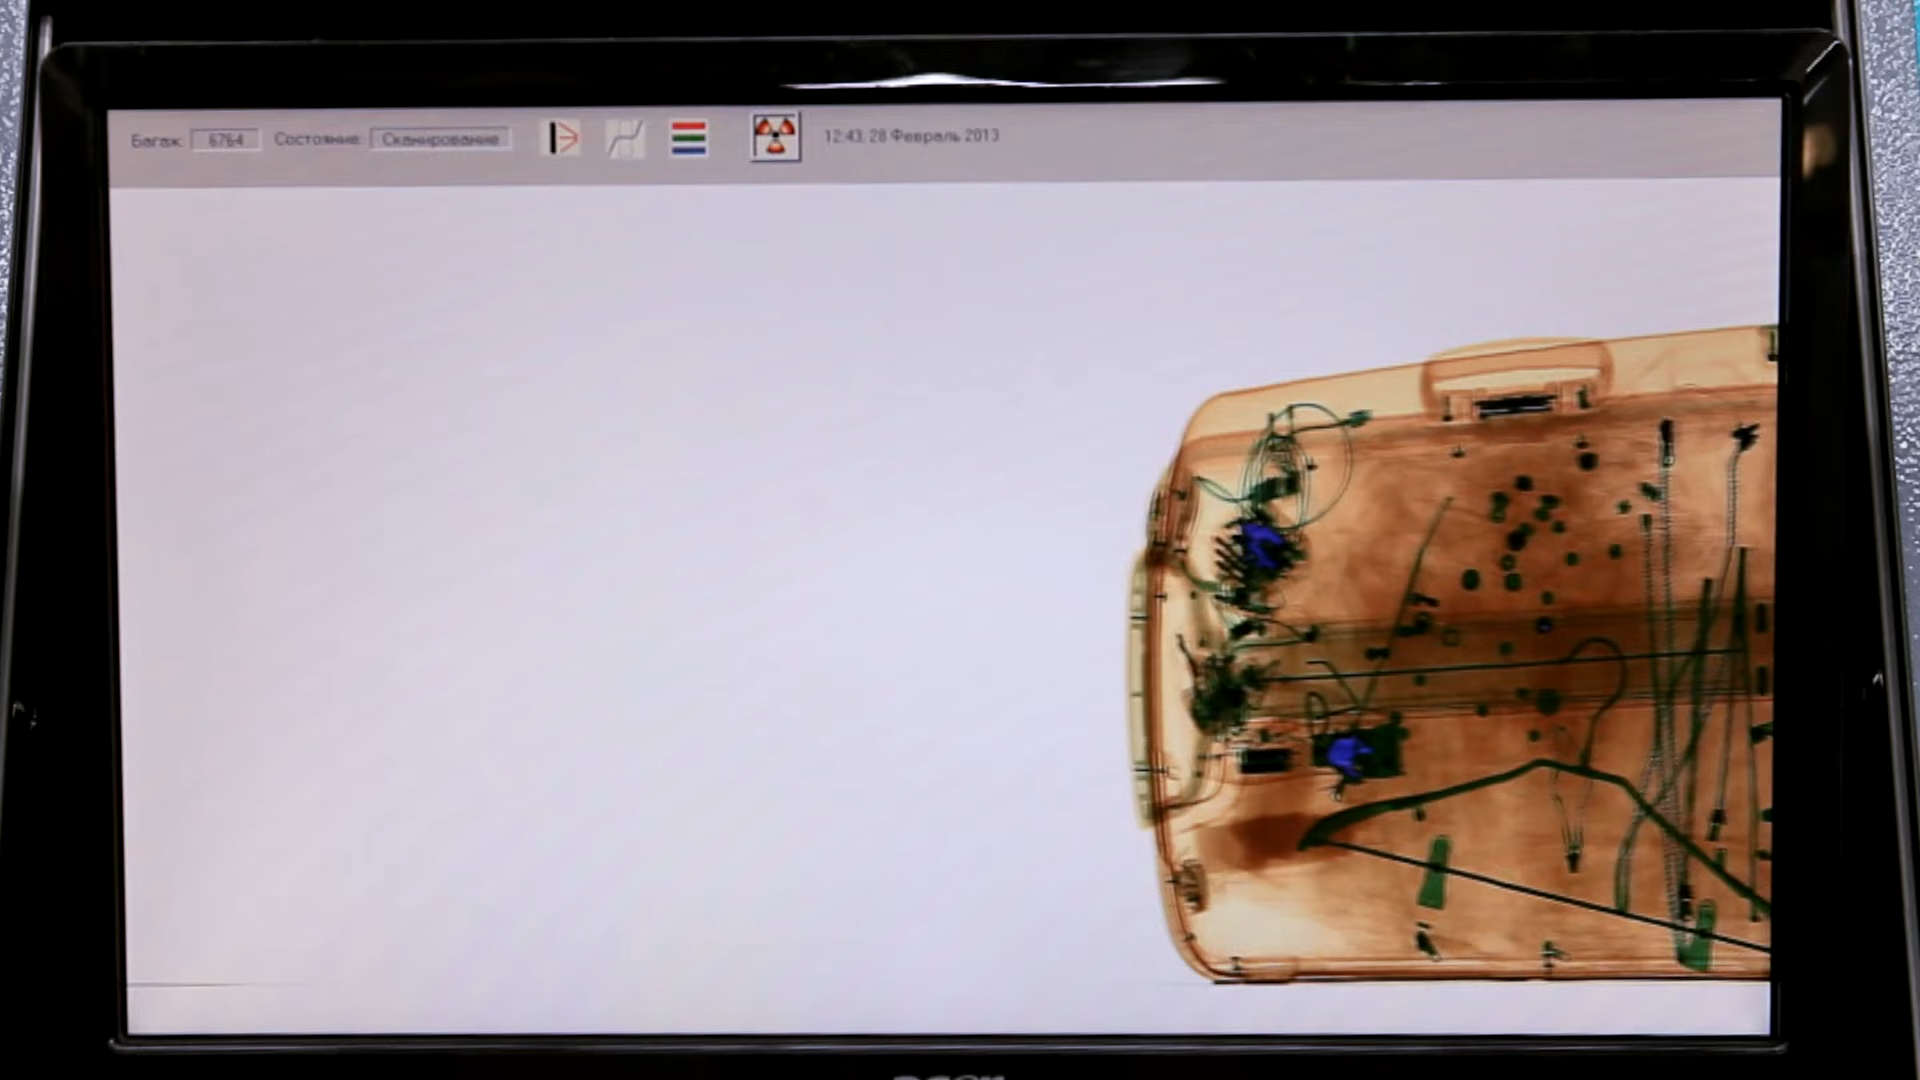 Багаж: 6764 Состояние: Сканирование 12:43, 28 Февраль 2013